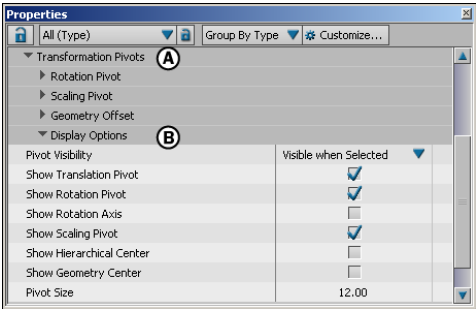 Properties
All (Type) Group By Type Customize...
Transformation Pivots A
Rotation Pivot
Scaling Pivot
Geometry Offset
Display Options B
Pivot Visibility Visible when Selected
Show Translation Pivot
Show Rotation Pivot
Show Rotation Axis
Show Scaling Pivot
Show Hierarchical Center
Show Geometry Center
Pivot Size 12.00